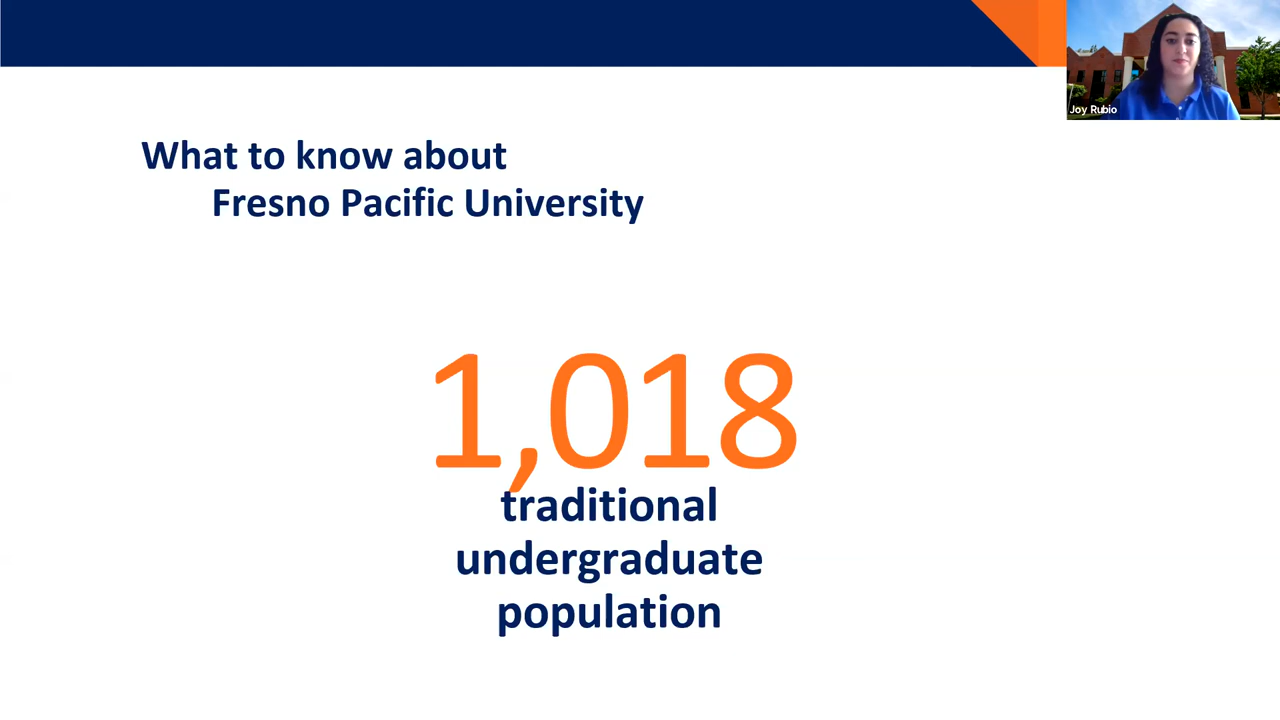 Joy Rubio
What to know about
Fresno Pacific University
1,018
traditional
undergraduate
population